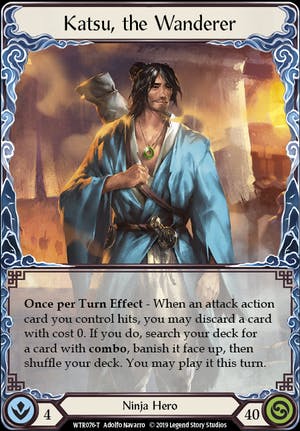 Katsu, the Wanderer
Once per Turn Effect - When an attack action
card you control hits, you may discard a card
with cost 0. If you do, search your deck for
a card with combo, banish it face up, then
shuffle your deck. You may play it this turn.
4
Ninja Hero
40
WTR076-T Adolfo Navarro © 2019 Legend Story Studios